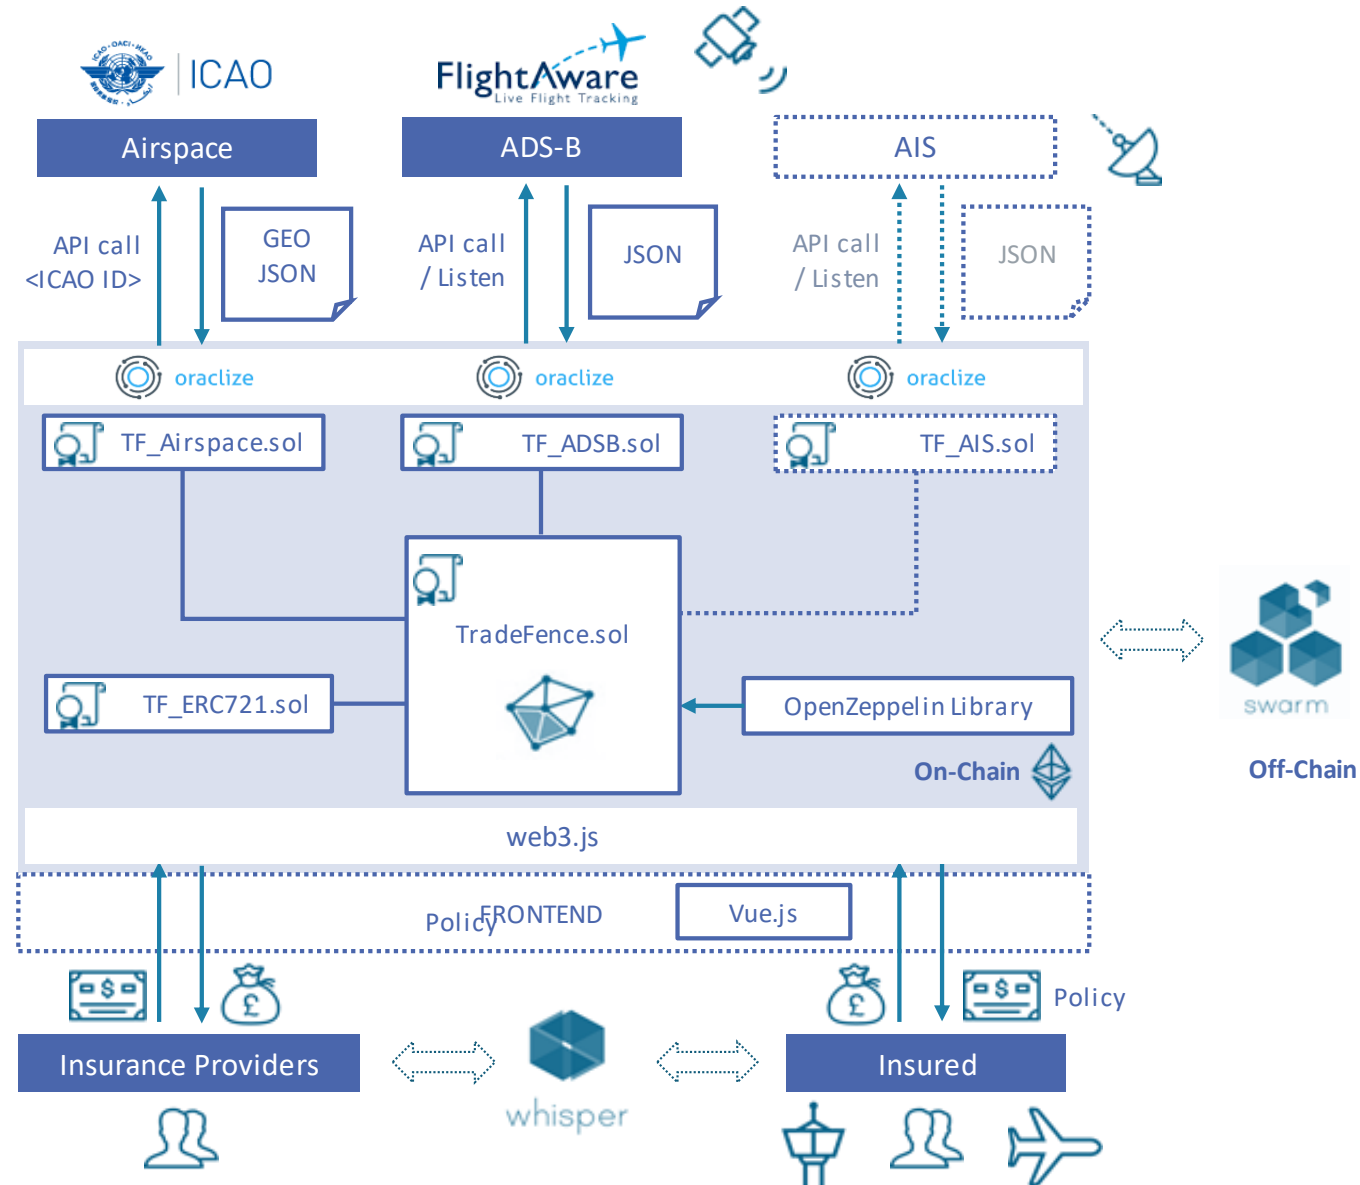 ICAO
FlightAware
Live Flight Tracking
Airspace
ADS-B
AIS
API call
<ICAO ID>
GEO
JSON
API call
/ Listen
JSON
API call
/ Listen
JSON
oraclize
oraclize
oraclize
TF_Airspace.sol
TF_ADSB.sol
TF_AIS.sol
TradeFence.sol
TF_ERC721.sol
OpenZeppelin Library
swarm
On-Chain
Off-Chain
web3.js
Policy
FRONTEND
Vue.js
$
£
£
$
Policy
Insurance Providers
Insured
whisper